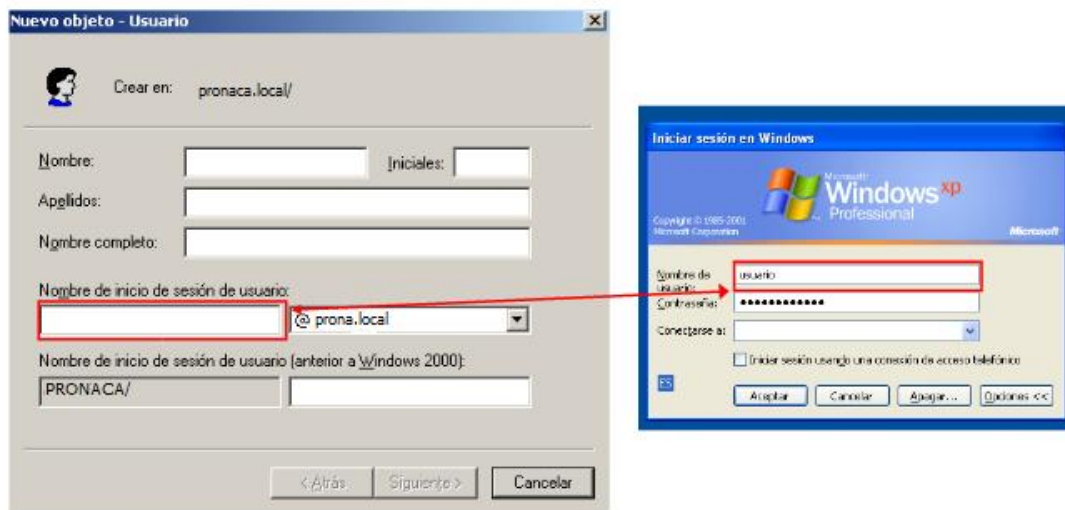 Nuevo objeto - Usuario
Crear en: pronaca.local/
Nombre:
Iniciales:
Apellidos:
Nombre completo:
Nombre de inicio de sesión de usuario:
@ prona.local
Nombre de inicio de sesión de usuario (anterior a Windows 2000):
PRONACA/
< Atrás
Siguiente >
Cancelar
Iniciar sesión en Windows
Microsoft
Windows xp
Professional
Copyright © 1985-2001
Microsoft Corporation
Microsoft
Nombre de
usuario:
usuario
Contraseña:
Conectarse a:
Iniciar sesión usando una conexión de acceso telefónico
ES
Aceptar
Cancelar
Apagar...
Opciones <<